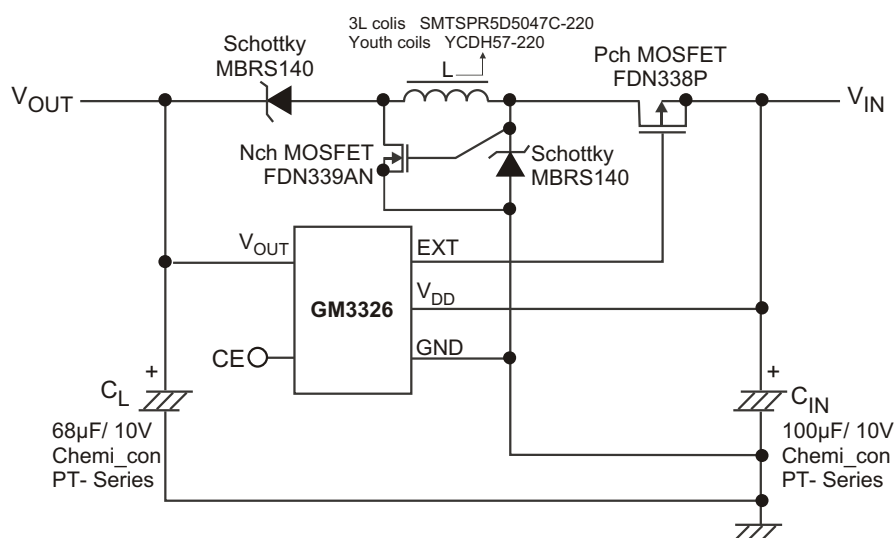 3L colis SMTSPR5D5047C-220
Youth coils YCDH57-220
L
Schottky
MBRS140
Pch MOSFET
FDN338P
VOUT
VIN
Nch MOSFET
FDN339AN
Schottky
MBRS140
VOUT
EXT
VDD
GM3326
GND
CE
+
CL
68µF/ 10V
Chemi_con
PT- Series
+
CIN
100µF/ 10V
Chemi_con
PT- Series